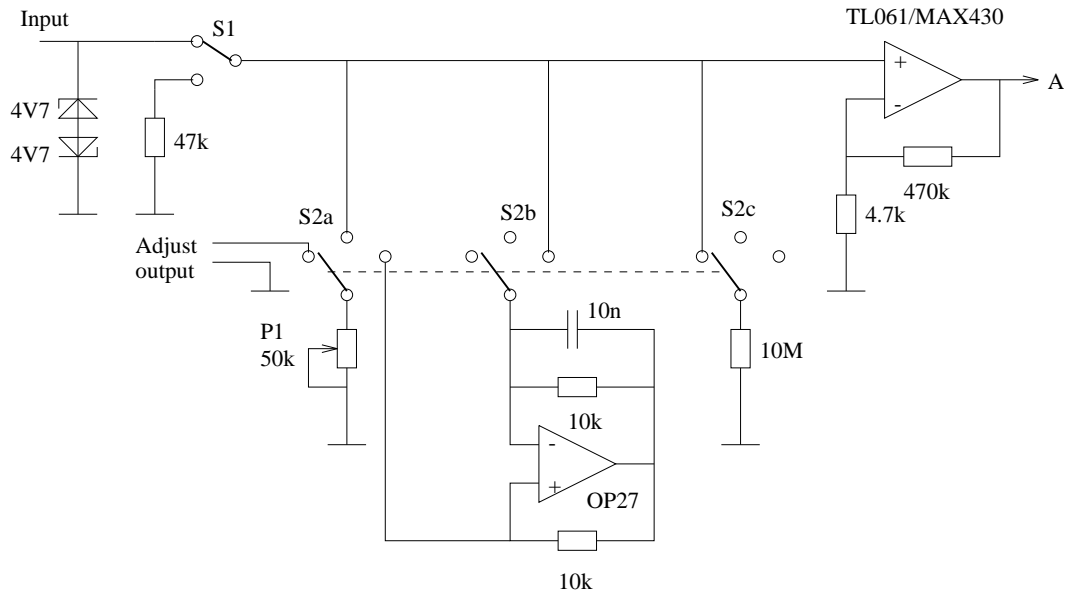 TL061/MAX430
Input
S1
+
-
A
4V7
4V7
47k
470k
4.7k
S2a
S2b
S2c
Adjust
output
P1
50k
10n
10M
10k
-
+
OP27
10k